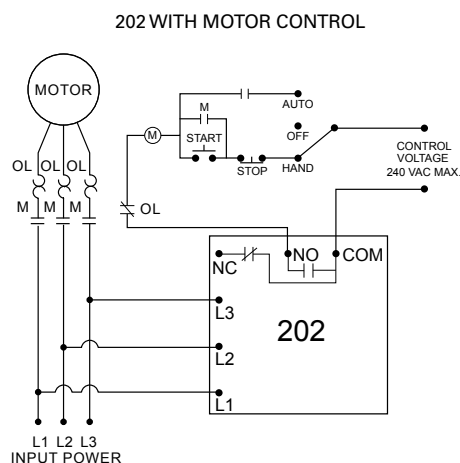 202 WITH MOTOR CONTROL
MOTOR
AUTO
M
OFF
M
START
STOP
HAND
CONTROL
VOLTAGE
240 VAC MAX.
OL OL OL
M M M
OL
NC
NO
COM
L3
202
L2
L1
L1 L2 L3
INPUT POWER